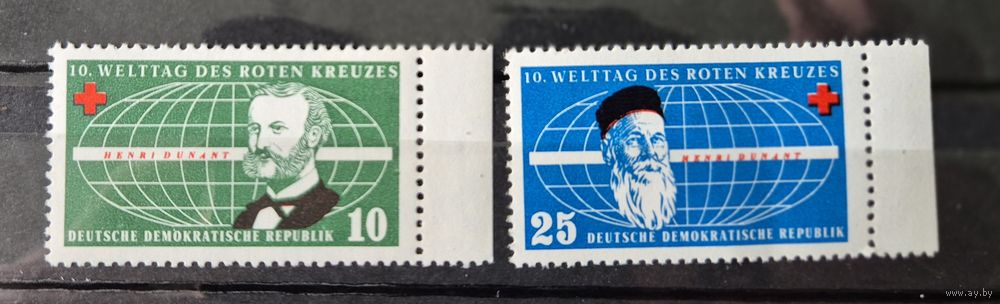 10. WELTTAG DES ROTEN KREUZES
HENRI DUNANT
10
DEUTSCHE DEMOKRATISCHE REPUBLIK
10. WELTTAG DES ROTEN KREUZES
HENRI DUNANT
25
DEUTSCHE DEMOKRATISCHE REPUBLIK
www.ay.by